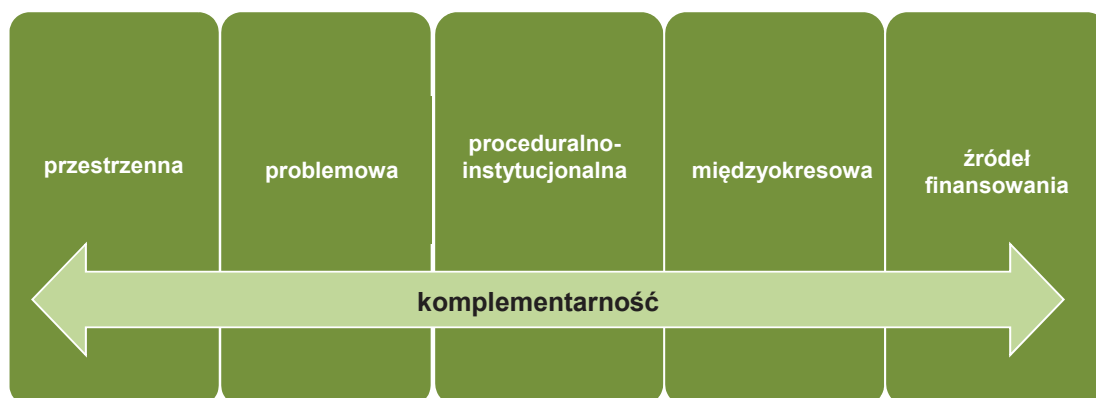 przestrzenna
problemowa
proceduralno-
instytucjonalna
międzyokresowa
źródeł
finansowania
komplementarność